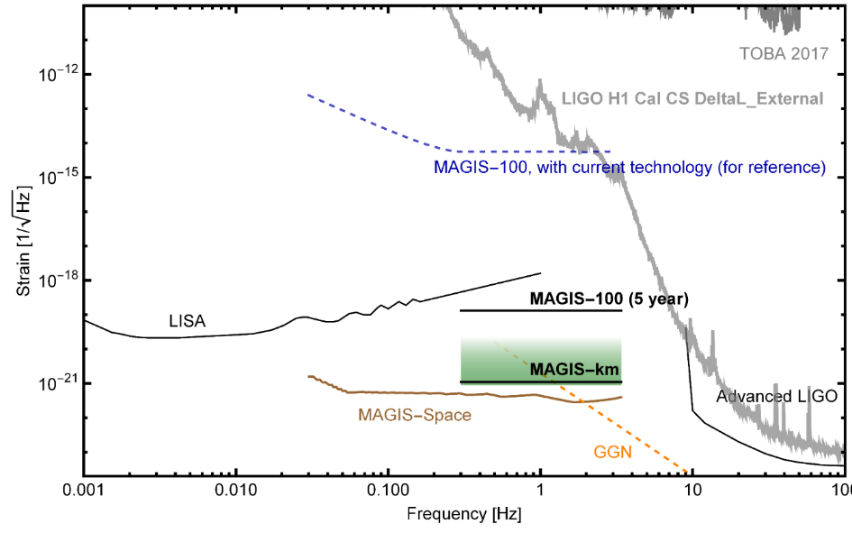 10^-12
10^-15
10^-18
10^-21
Strain [1/√Hz]
TOBA 2017
LIGO H1 Cal CS DeltaL_External
MAGIS-100, with current technology (for reference)
LISA
MAGIS-100 (5 year)
MAGIS-km
Advanced LIGO
MAGIS-Space
GGN
0.001 0.010 0.100 1 10 100
Frequency [Hz]